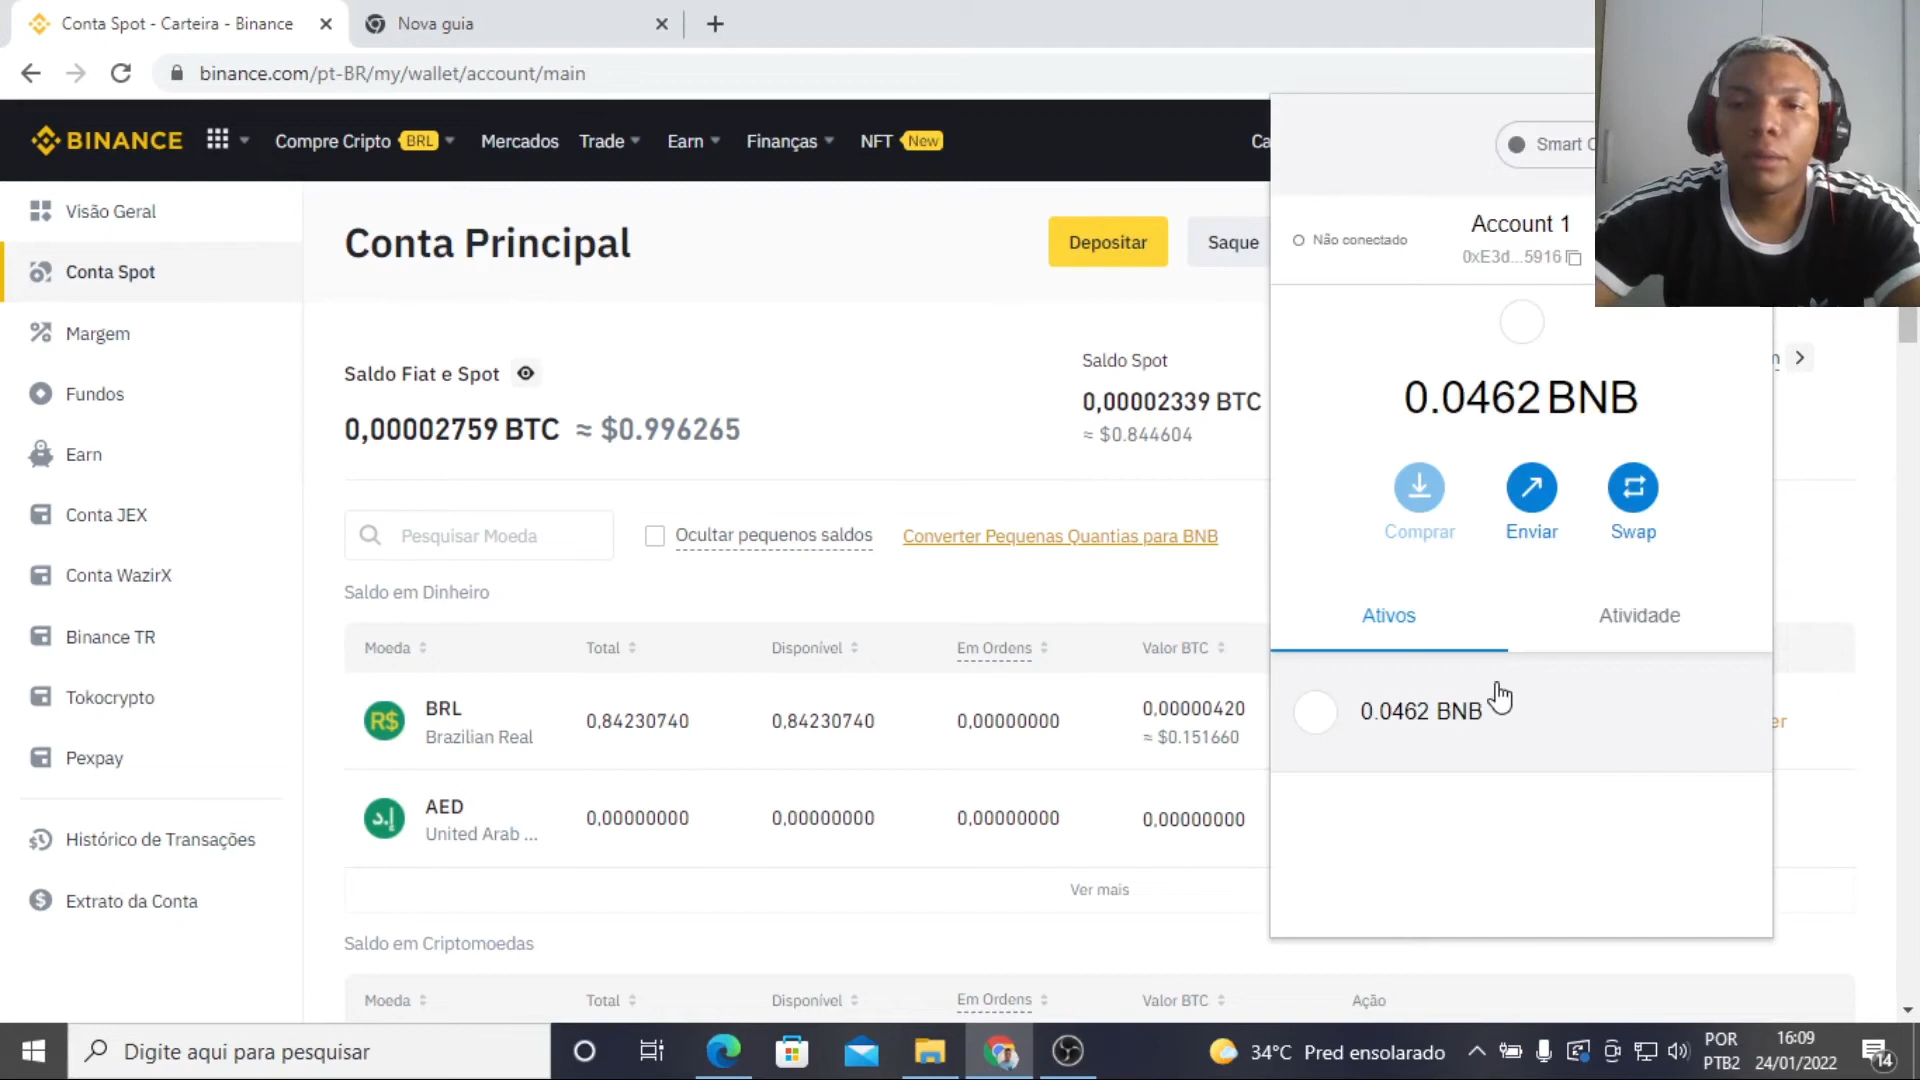 Conta Spot - Carteira - Binance
Nova guia
binance.com/pt-BR/my/wallet/account/main
BINANCE
Compre Cripto BRL
Mercados
Trade
Earn
Finanças
NFT New
Ca
Smart C
Visão Geral
Conta Spot
Margem
Fundos
Earn
Conta JEX
Conta WazirX
Binance TR
Tokocrypto
Pexpay
Histórico de Transações
Extrato da Conta
Conta Principal
Depositar
Saque
Saldo Fiat e Spot
0,00002759 BTC ≈ $0.996265
Saldo Spot
0,00002339 BTC
≈ $0.844604
Pesquisar Moeda
Ocultar pequenos saldos
Converter Pequenas Quantias para BNB
Saldo em Dinheiro
Moeda Total Disponível Em Ordens Valor BTC
BRL
Brazilian Real
0,84230740 0,84230740 0,00000000 0,00000420
≈ $0.151660
er
AED
United Arab ...
0,00000000 0,00000000 0,00000000 0,00000000
Ver mais
Saldo em Criptomoedas
Moeda Total Disponível Em Ordens Valor BTC Ação
Não conectado
Account 1
0xE3d...5916
0.0462 BNB
Comprar
Enviar
Swap
Ativos
Atividade
0.0462 BNB
Digite aqui para pesquisar
34°C Pred ensolarado
POR
PTB2
16:09
24/01/2022
14